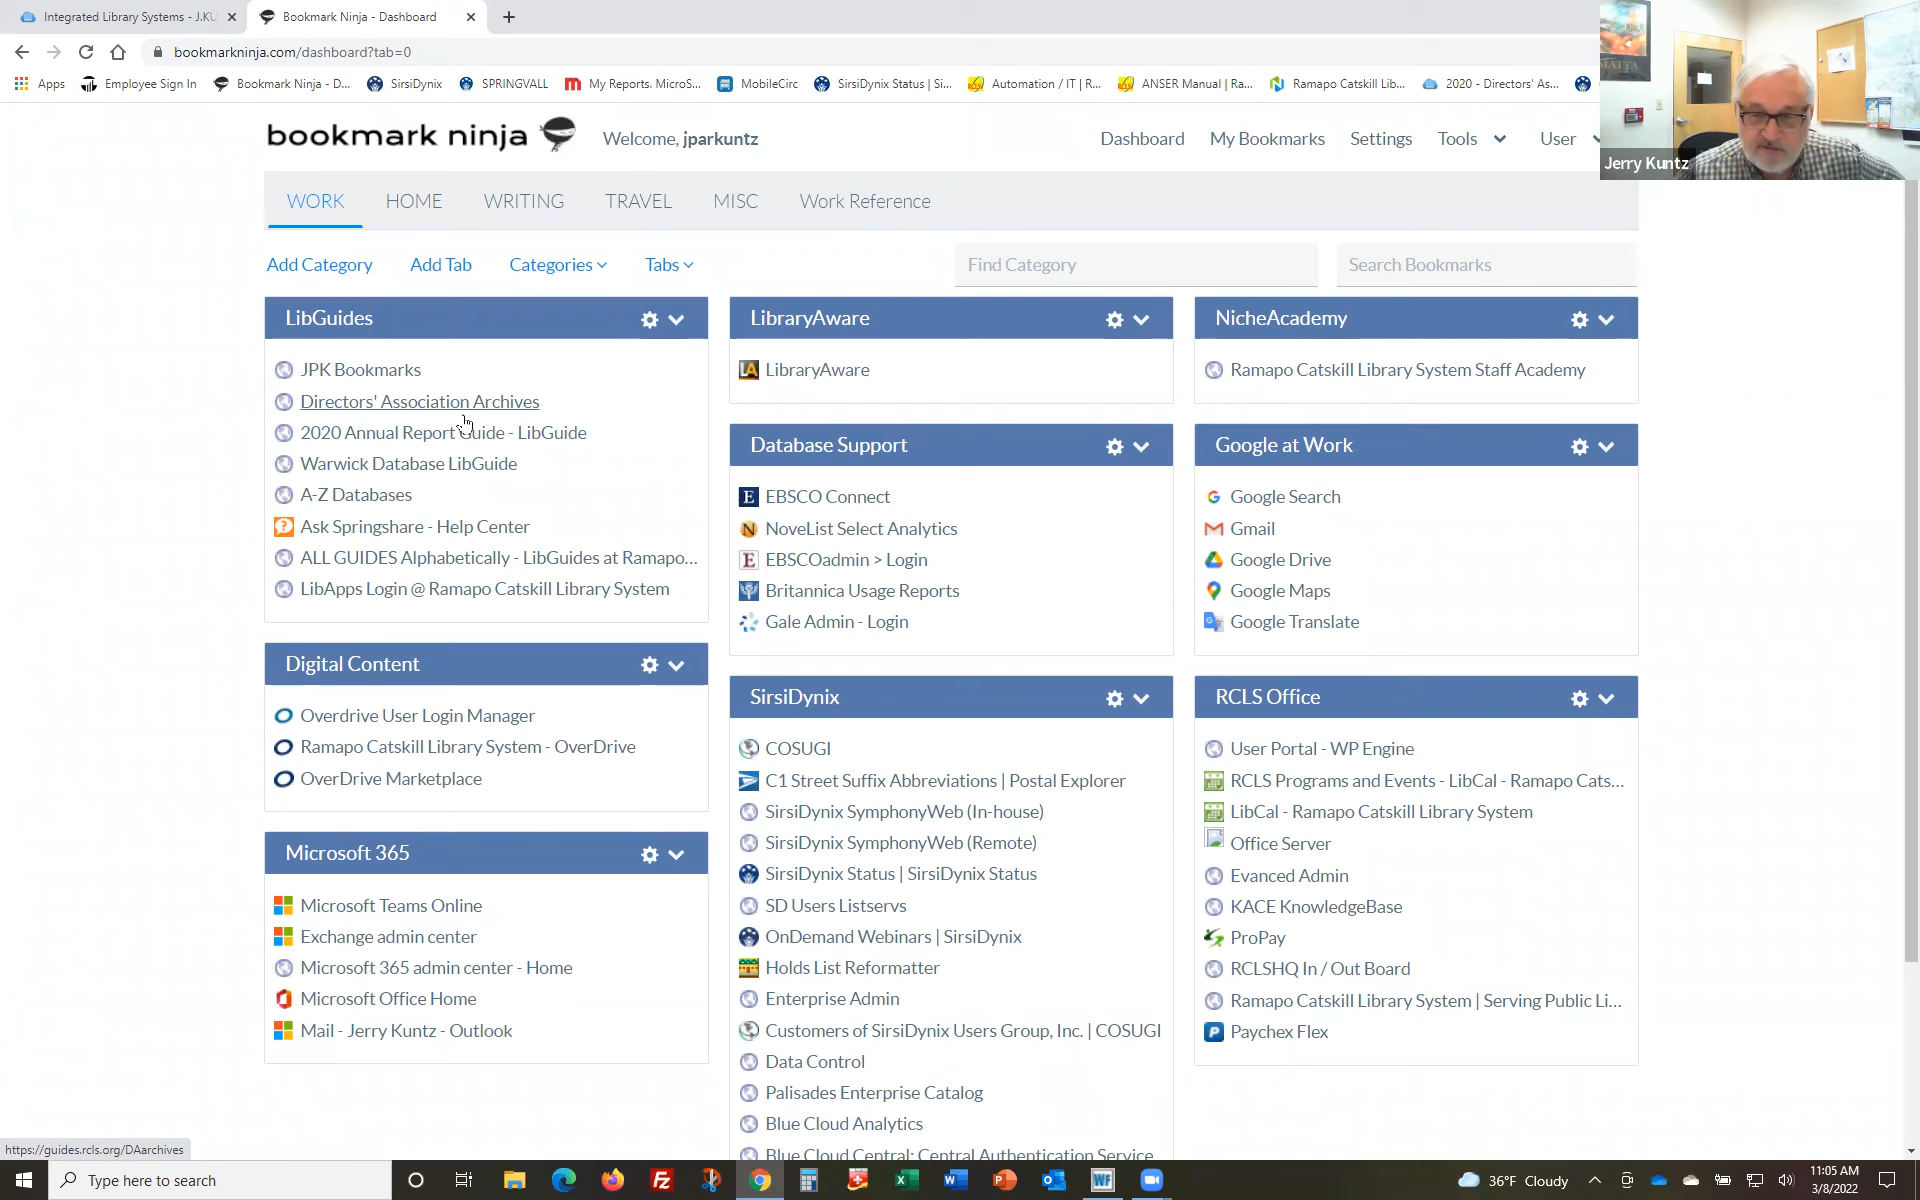 Integrated Library Systems - J.KU
Bookmark Ninja - Dashboard
bookmarkninja.com/dashboard?tab=0
Apps
Employee Sign In
Bookmark Ninja - D...
SirsiDynix
SPRINGVALL
My Reports. MicroS...
MobileCirc
SirsiDynix Status | Si...
Automation / IT | R...
ANSER Manual | Ra...
Ramapo Catskill Lib...
2020 - Directors' As...
Jerry Kuntz
bookmark ninja
Welcome, jparkuntz
Dashboard
My Bookmarks
Settings
Tools
User
WORK
HOME
WRITING
TRAVEL
MISC
Work Reference
Add Category
Add Tab
Categories
Tabs
Find Category
Search Bookmarks
LibGuides
JPK Bookmarks
Directors' Association Archives
2020 Annual Report Guide - LibGuide
Warwick Database LibGuide
A-Z Databases
Ask Springshare - Help Center
ALL GUIDES Alphabetically - LibGuides at Ramapo...
LibApps Login @ Ramapo Catskill Library System
Digital Content
Overdrive User Login Manager
Ramapo Catskill Library System - OverDrive
OverDrive Marketplace
Microsoft 365
Microsoft Teams Online
Exchange admin center
Microsoft 365 admin center - Home
Microsoft Office Home
Mail - Jerry Kuntz - Outlook
LibraryAware
LibraryAware
Database Support
EBSCO Connect
NoveList Select Analytics
EBSCOadmin > Login
Britannica Usage Reports
Gale Admin - Login
SirsiDynix
COSUGI
C1 Street Suffix Abbreviations | Postal Explorer
SirsiDynix SymphonyWeb (In-house)
SirsiDynix SymphonyWeb (Remote)
SirsiDynix Status | SirsiDynix Status
SD Users Listservs
OnDemand Webinars | SirsiDynix
Holds List Reformatter
Enterprise Admin
Customers of SirsiDynix Users Group, Inc. | COSUGI
Data Control
Palisades Enterprise Catalog
Blue Cloud Analytics
Blue Cloud Central: Central Authentication Service
NicheAcademy
Ramapo Catskill Library System Staff Academy
Google at Work
Google Search
Gmail
Google Drive
Google Maps
Google Translate
RCLS Office
User Portal - WP Engine
RCLS Programs and Events - LibCal - Ramapo Cats...
LibCal - Ramapo Catskill Library System
Office Server
Evanced Admin
KACE KnowledgeBase
ProPay
RCLSHQ In / Out Board
Ramapo Catskill Library System | Serving Public Li...
Paychex Flex
https://guides.rcls.org/DAarchives
Type here to search
36°F Cloudy
11:05 AM
3/8/2022